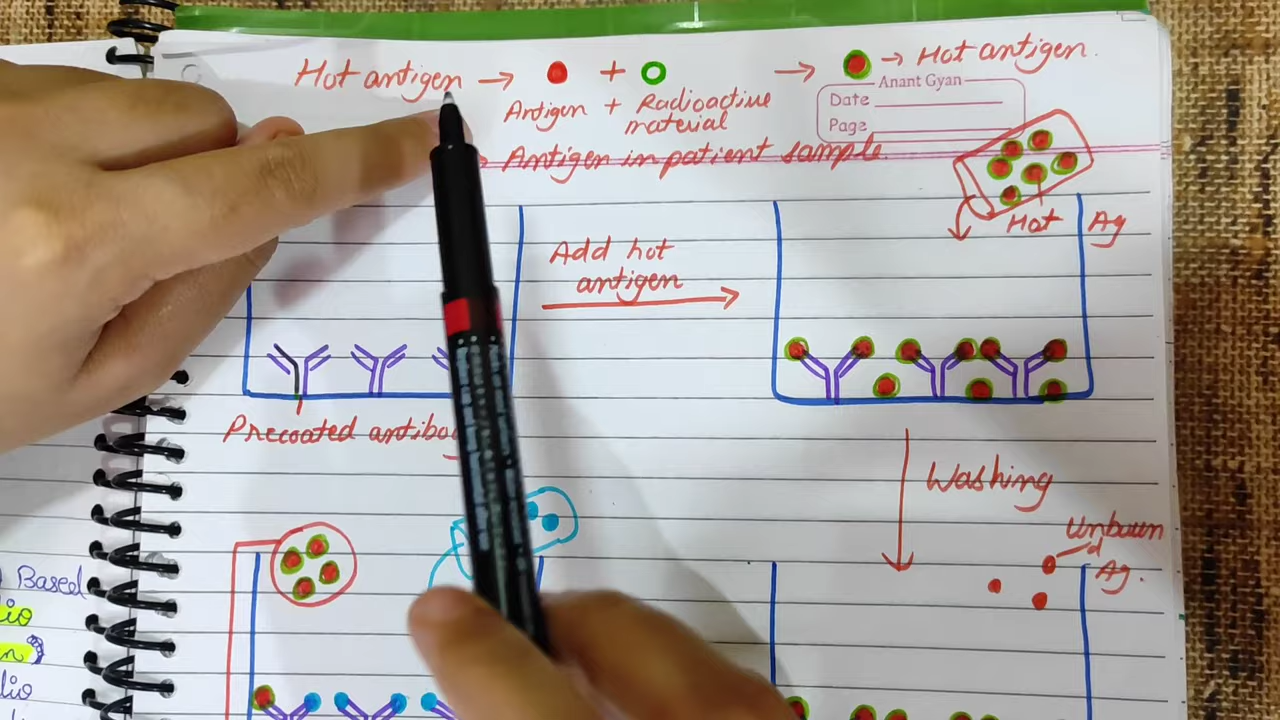 Hot antigen → + → → Hot antigen.
Antigen + Radioactive
material
Anant Gyan
Date
Page
Antigen in patient sample.
Hot Ag
Add hot
antigen
Precoated
Washing
Unboun
d
Ag.
Based